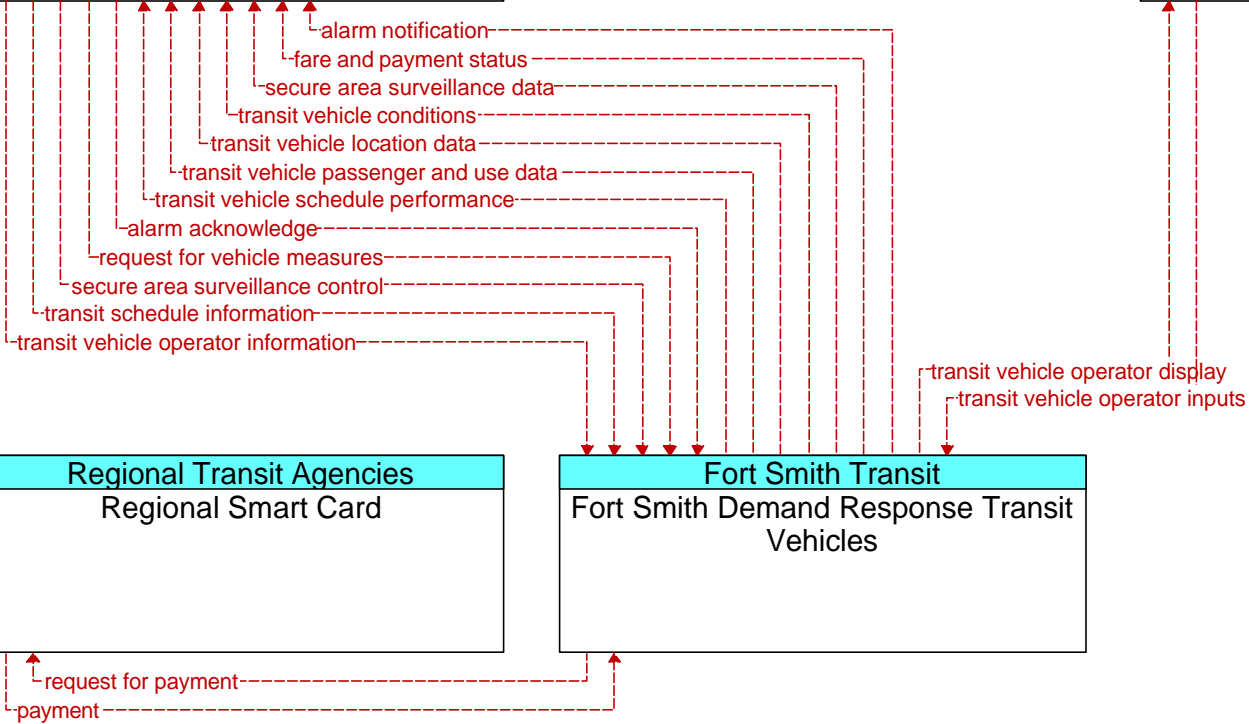 alarm notification
fare and payment status
secure area surveillance data
transit vehicle conditions
transit vehicle location data
transit vehicle passenger and use data
transit vehicle schedule performance
alarm acknowledge
request for vehicle measures
secure area surveillance control
transit schedule information
transit vehicle operator information
transit vehicle operator display
transit vehicle operator inputs
Regional Transit Agencies
Regional Smart Card
Fort Smith Transit
Fort Smith Demand Response Transit
Vehicles
request for payment
payment